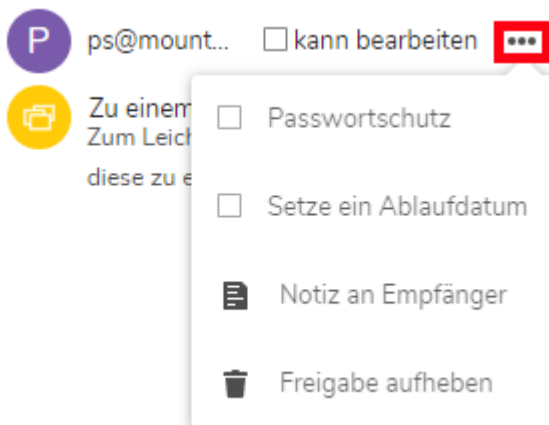 P ps@mount... kann bearbeiten
Zu einem
Zum Leich
diese zu e
Passwortschutz
Setze ein Ablaufdatum
Notiz an Empfänger
Freigabe aufheben